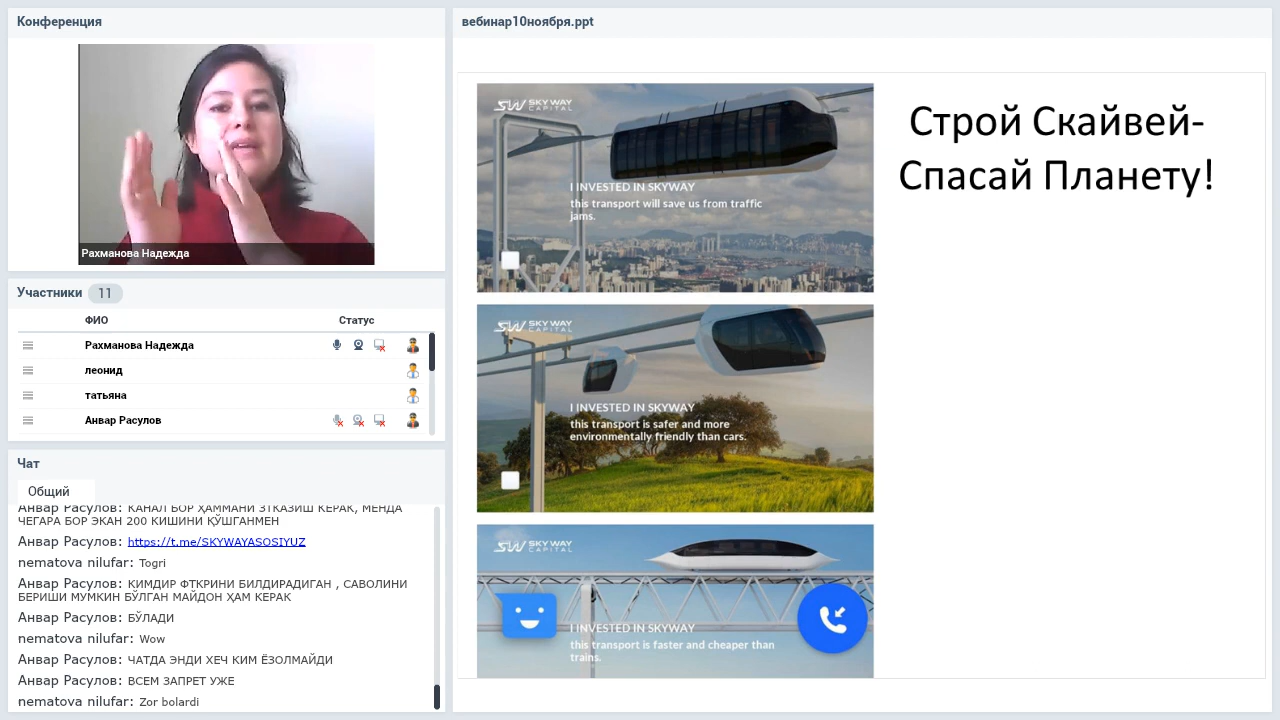 Конференция
Рахманова Надежда
Участники 11
ФИО Статус
Рахманова Надежда
леонид
татьяна
Анвар Расулов
Чат
Общий
Анвар Расулов: КАНАЛ БОР ҲАММАНИ ЗТКАЗИШ КЕРАК, МЕНДА
ЧЕГАРА БОР ЭКАН 200 КИШИНИ ҚЎШГАНМЕН
Анвар Расулов: https://t.me/SKYWAYASOSIYUZ
nematova nilufar: Togri
Анвар Расулов: КИМДИР ФТКРИНИ БИЛДИРАДИГАН , САВОЛИНИ
БЕРИШИ МУМКИН БЎЛГАН МАЙДОН ҲАМ КЕРАК
Анвар Расулов: БЎЛАДИ
nematova nilufar: Wow
Анвар Расулов: ЧАТДА ЭНДИ ХЕЧ КИМ ЁЗОЛМАЙДИ
Анвар Расулов: ВСЕМ ЗАПРЕТ УЖЕ
nematova nilufar: Zor bolardi
вебинар10ноября.ppt
SW SKY WAY
CAPITAL
I INVESTED IN SKYWAY
this transport will save us from traffic
jams.
SW SKY WAY
CAPITAL
I INVESTED IN SKYWAY
this transport is safer and more
environmentally friendly than cars.
SW SKY WAY
CAPITAL
I INVESTED IN SKYWAY
this transport is faster and cheaper than
trains.
Строй Скайвей-
Спасай Планету!